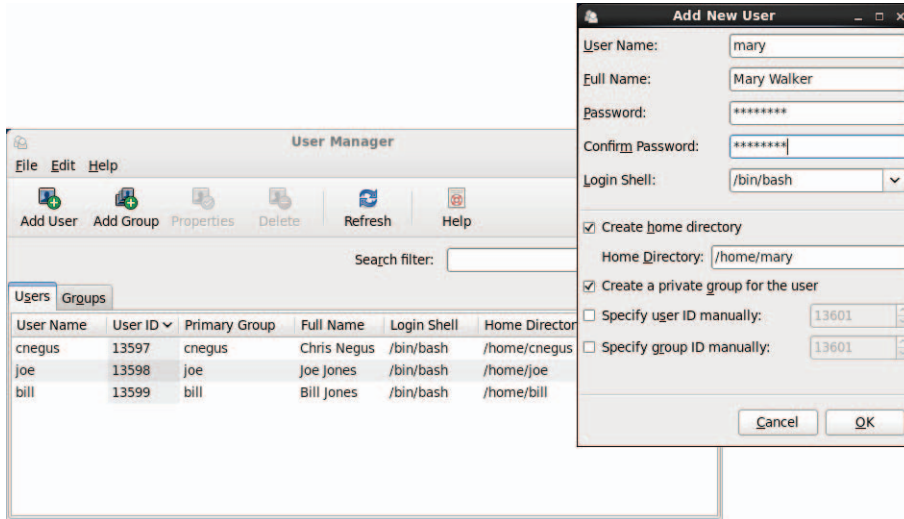 User Manager
File Edit Help
Add User Add Group Properties Delete Refresh Help
Search filter:
Users Groups
User Name User ID Primary Group Full Name Login Shell Home Director
cnegus 13597 cnegus Chris Negus /bin/bash /home/cnegus
joe 13598 joe Joe Jones /bin/bash /home/joe
bill 13599 bill Bill Jones /bin/bash /home/bill
Add New User
User Name: mary
Full Name: Mary Walker
Password: ********
Confirm Password: ********
Login Shell: /bin/bash
Create home directory
Home Directory: /home/mary
Create a private group for the user
Specify user ID manually: 13601
Specify group ID manually: 13601
Cancel OK